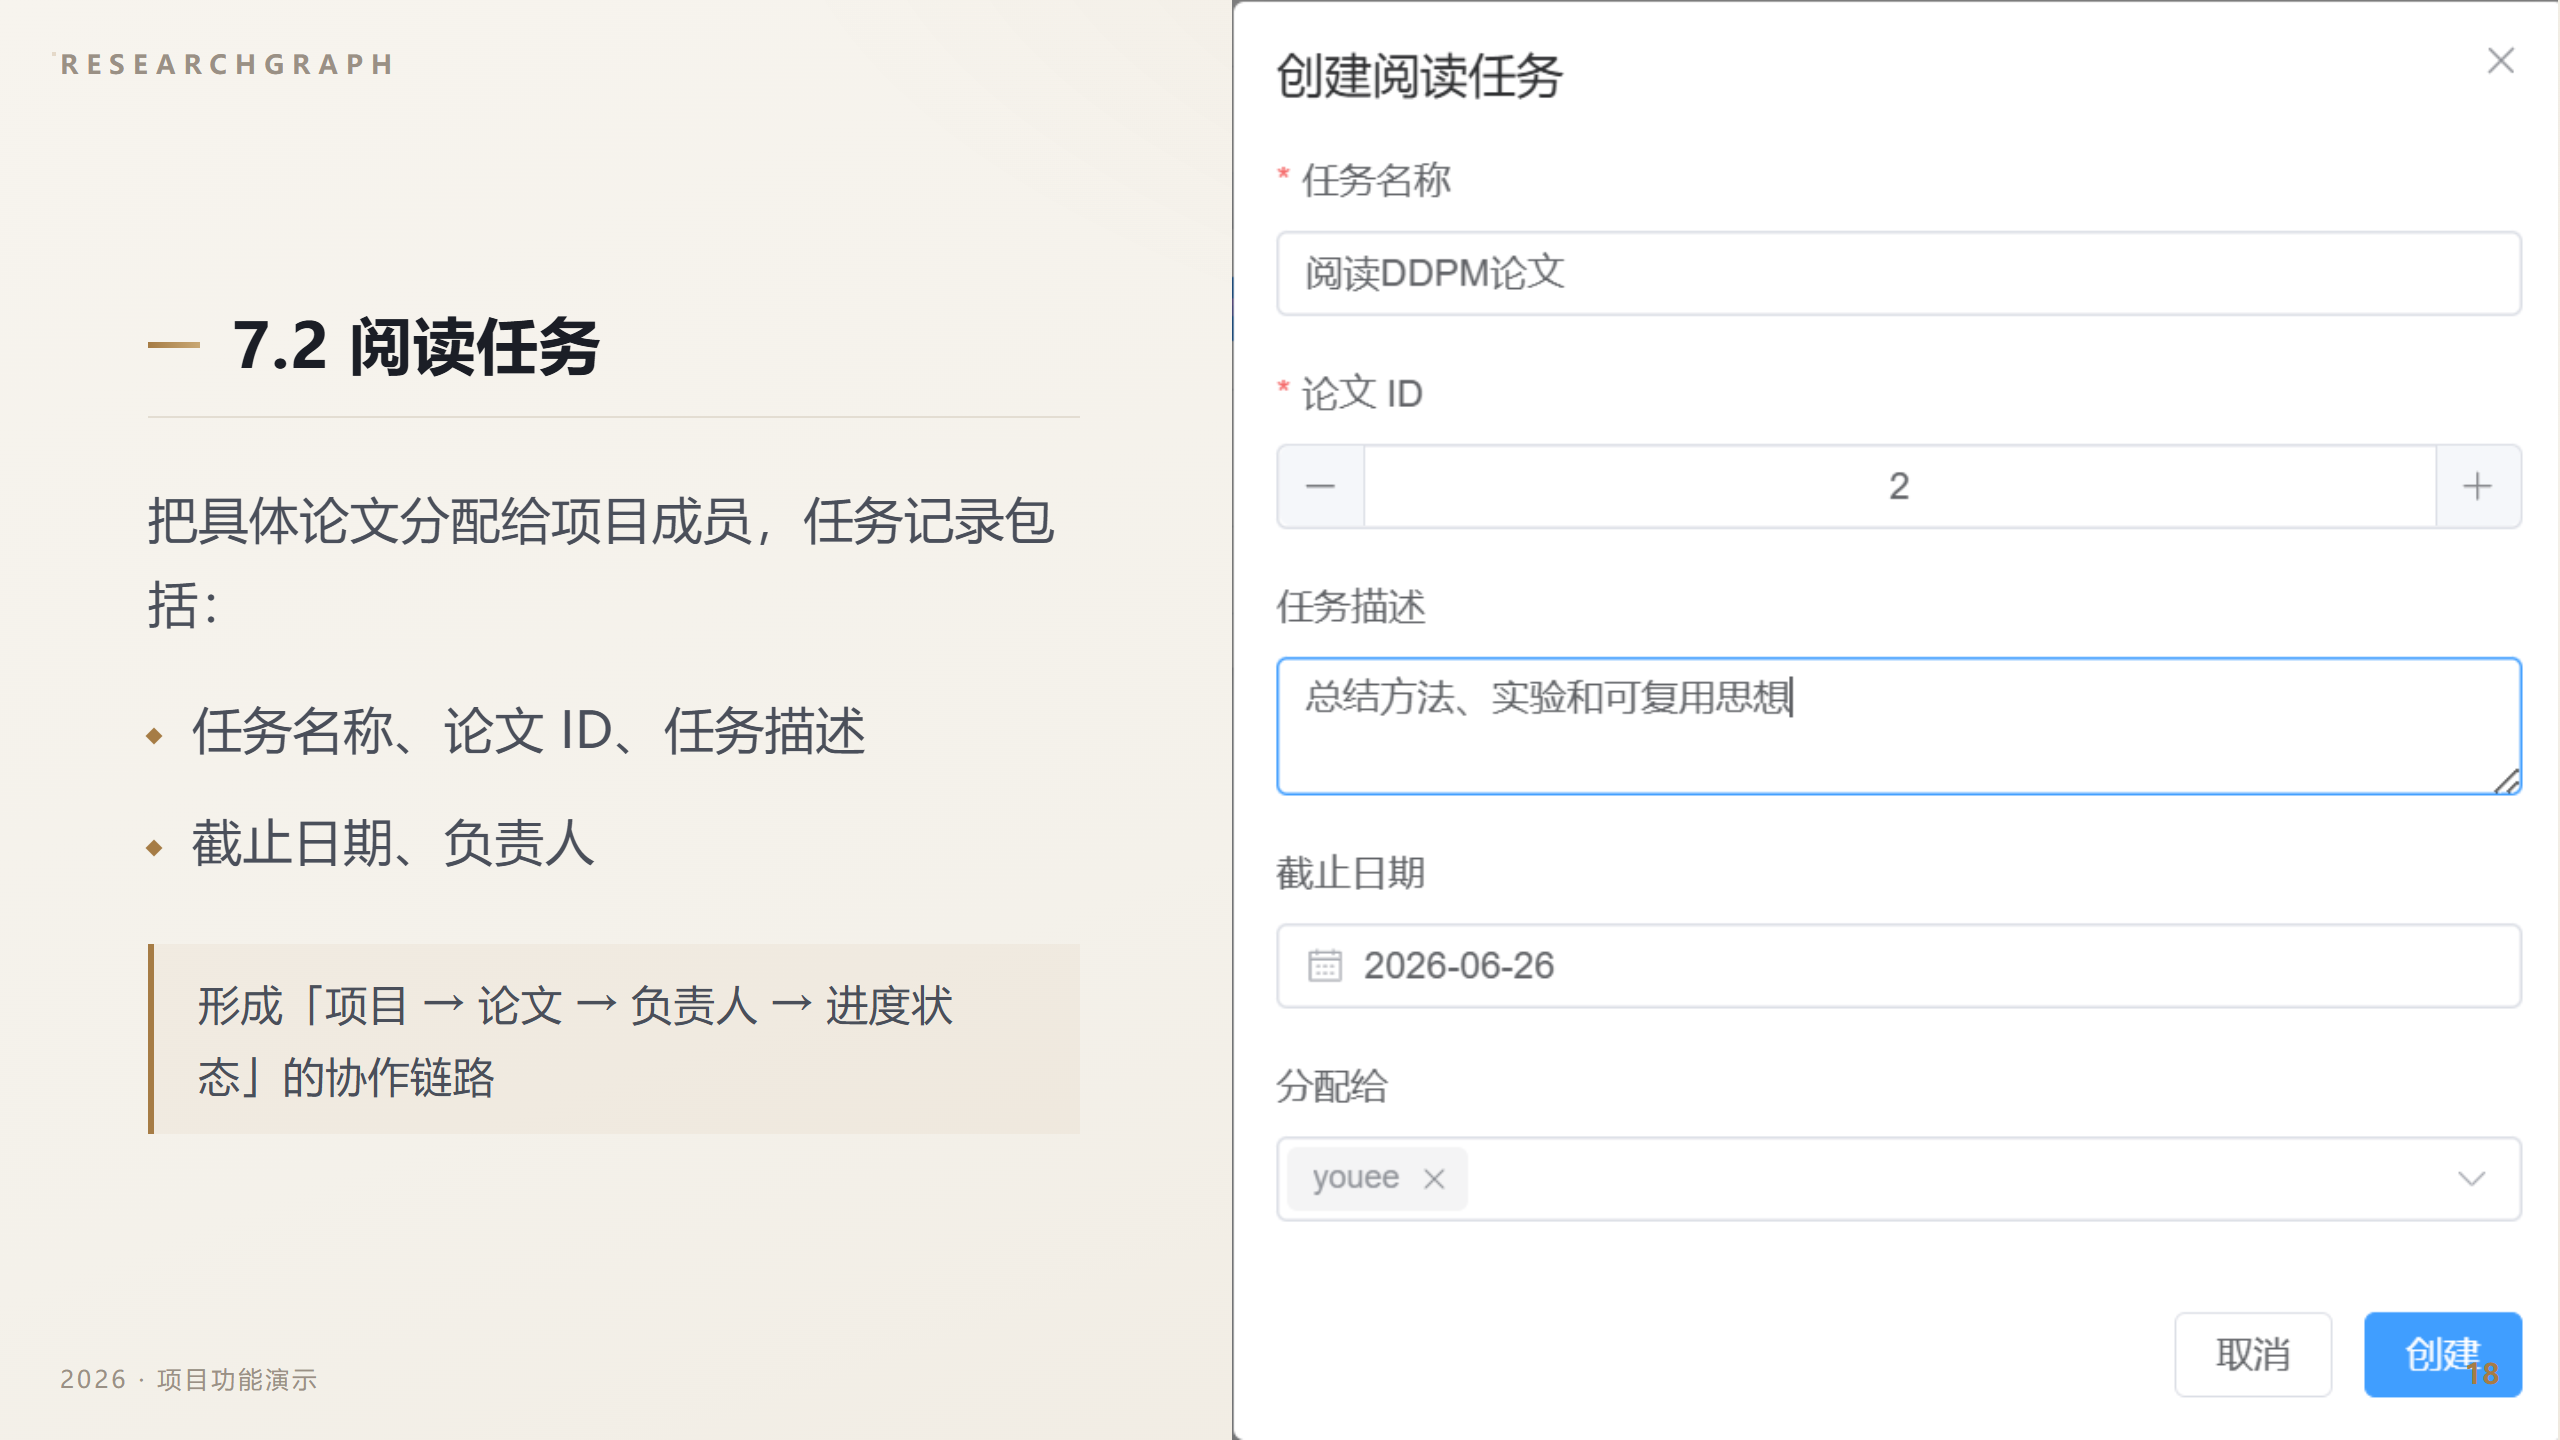 RESEARCHGRAPH
7.2 阅读任务
把具体论文分配给项目成员，任务记录包
括：
任务名称、论文 ID、任务描述
截止日期、负责人
形成「项目 → 论文 → 负责人 → 进度状
态」的协作链路
2026 · 项目功能演示
创建阅读任务
* 任务名称
阅读DDPM论文
* 论文 ID
2
任务描述
总结方法、实验和可复用思想
截止日期
2026-06-26
分配给
youee
取消
创建
18